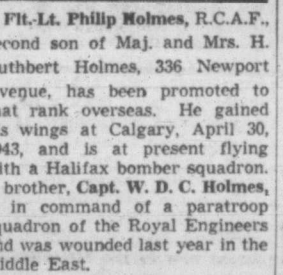 Flt.-Lt. Philip Holmes, R.C.A.F.,
econd son of Maj. and Mrs. H.
uthbert Holmes, 336 Newport
venue, has been promoted to
hat rank overseas. He gained
is wings at Calgary, April 30,
943, and is at present flying
ith a Halifax bomber squadron.
brother, Capt. W. D. C. Holmes,
in command of a paratroop
quadron of the Royal Engineers
nd was wounded last year in the
iddle East.